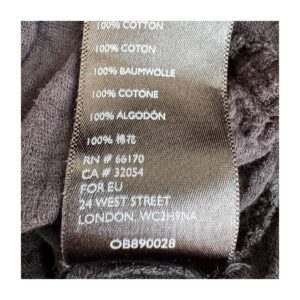 100% COTTON
100% COTON
100% BAUMWOLLE
100% COTONE
100% ALGODÓN
100% 棉花
RN # 66170
CA # 32054
FOR EU
24 WEST STREET
LONDON, WC2H9NA
OB890028